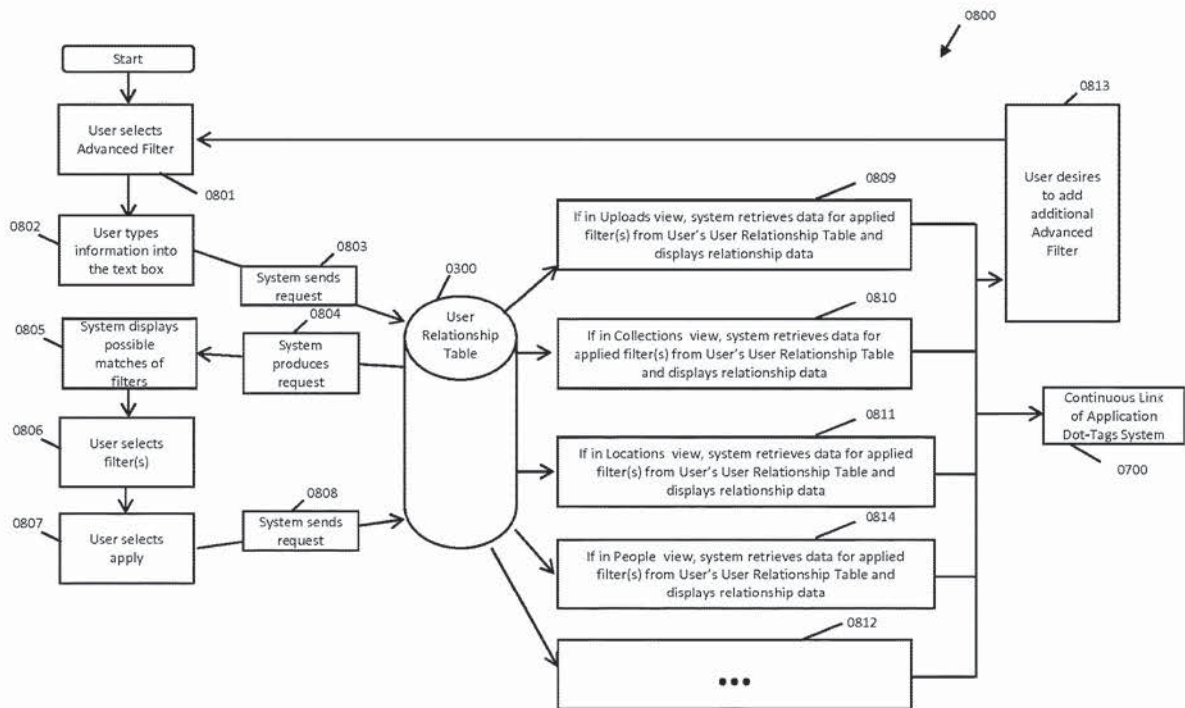 0800
Start
0813
User selects
Advanced Filter
0801
User desires
to add
additional
Advanced
Filter
0802
User types
information into
the text box
0803
System sends
request
0809
If in Uploads view, system retrieves data for applied
filter(s) from User's User Relationship Table and
displays relationship data
0300
User
Relationship
Table
0804
System
produces
request
0805
System displays
possible
matches of
filters
0810
If in Collections view, system retrieves data for
applied filter(s) from User's User Relationship Table
and displays relationship data
Continuous Link
of Application
Dot-Tags System
0700
0806
User selects
filter(s)
0811
If in Locations view, system retrieves data for applied
filter(s) from User's User Relationship Table and
displays relationship data
0807
User selects
apply
0808
System sends
request
0814
If in People view, system retrieves data for applied
filter(s) from User's User Relationship Table and
displays relationship data
0812
...